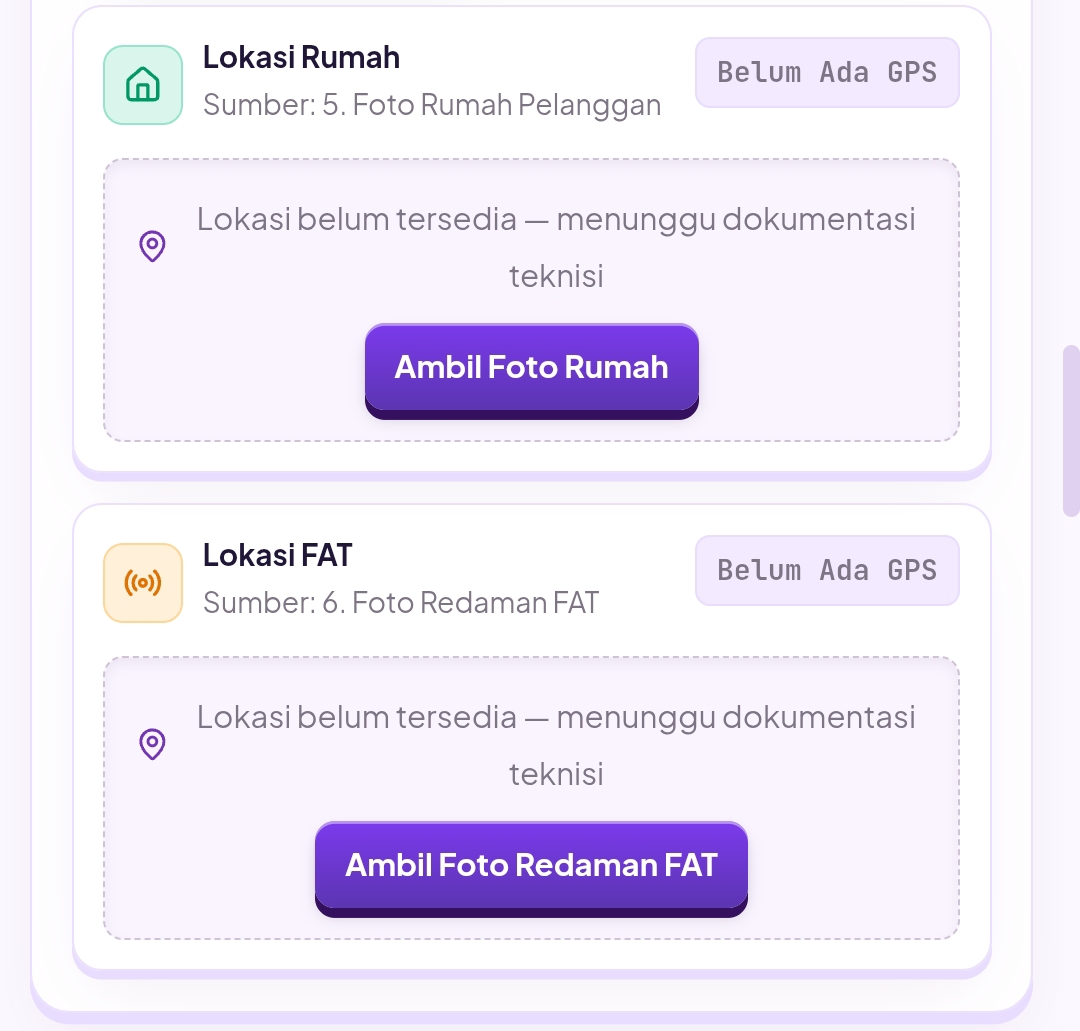 Lokasi Rumah
Sumber: 5. Foto Rumah Pelanggan
Belum Ada GPS
Lokasi belum tersedia — menunggu dokumentasi
teknisi
Ambil Foto Rumah
Lokasi FAT
Sumber: 6. Foto Redaman FAT
Belum Ada GPS
Lokasi belum tersedia — menunggu dokumentasi
teknisi
Ambil Foto Redaman FAT